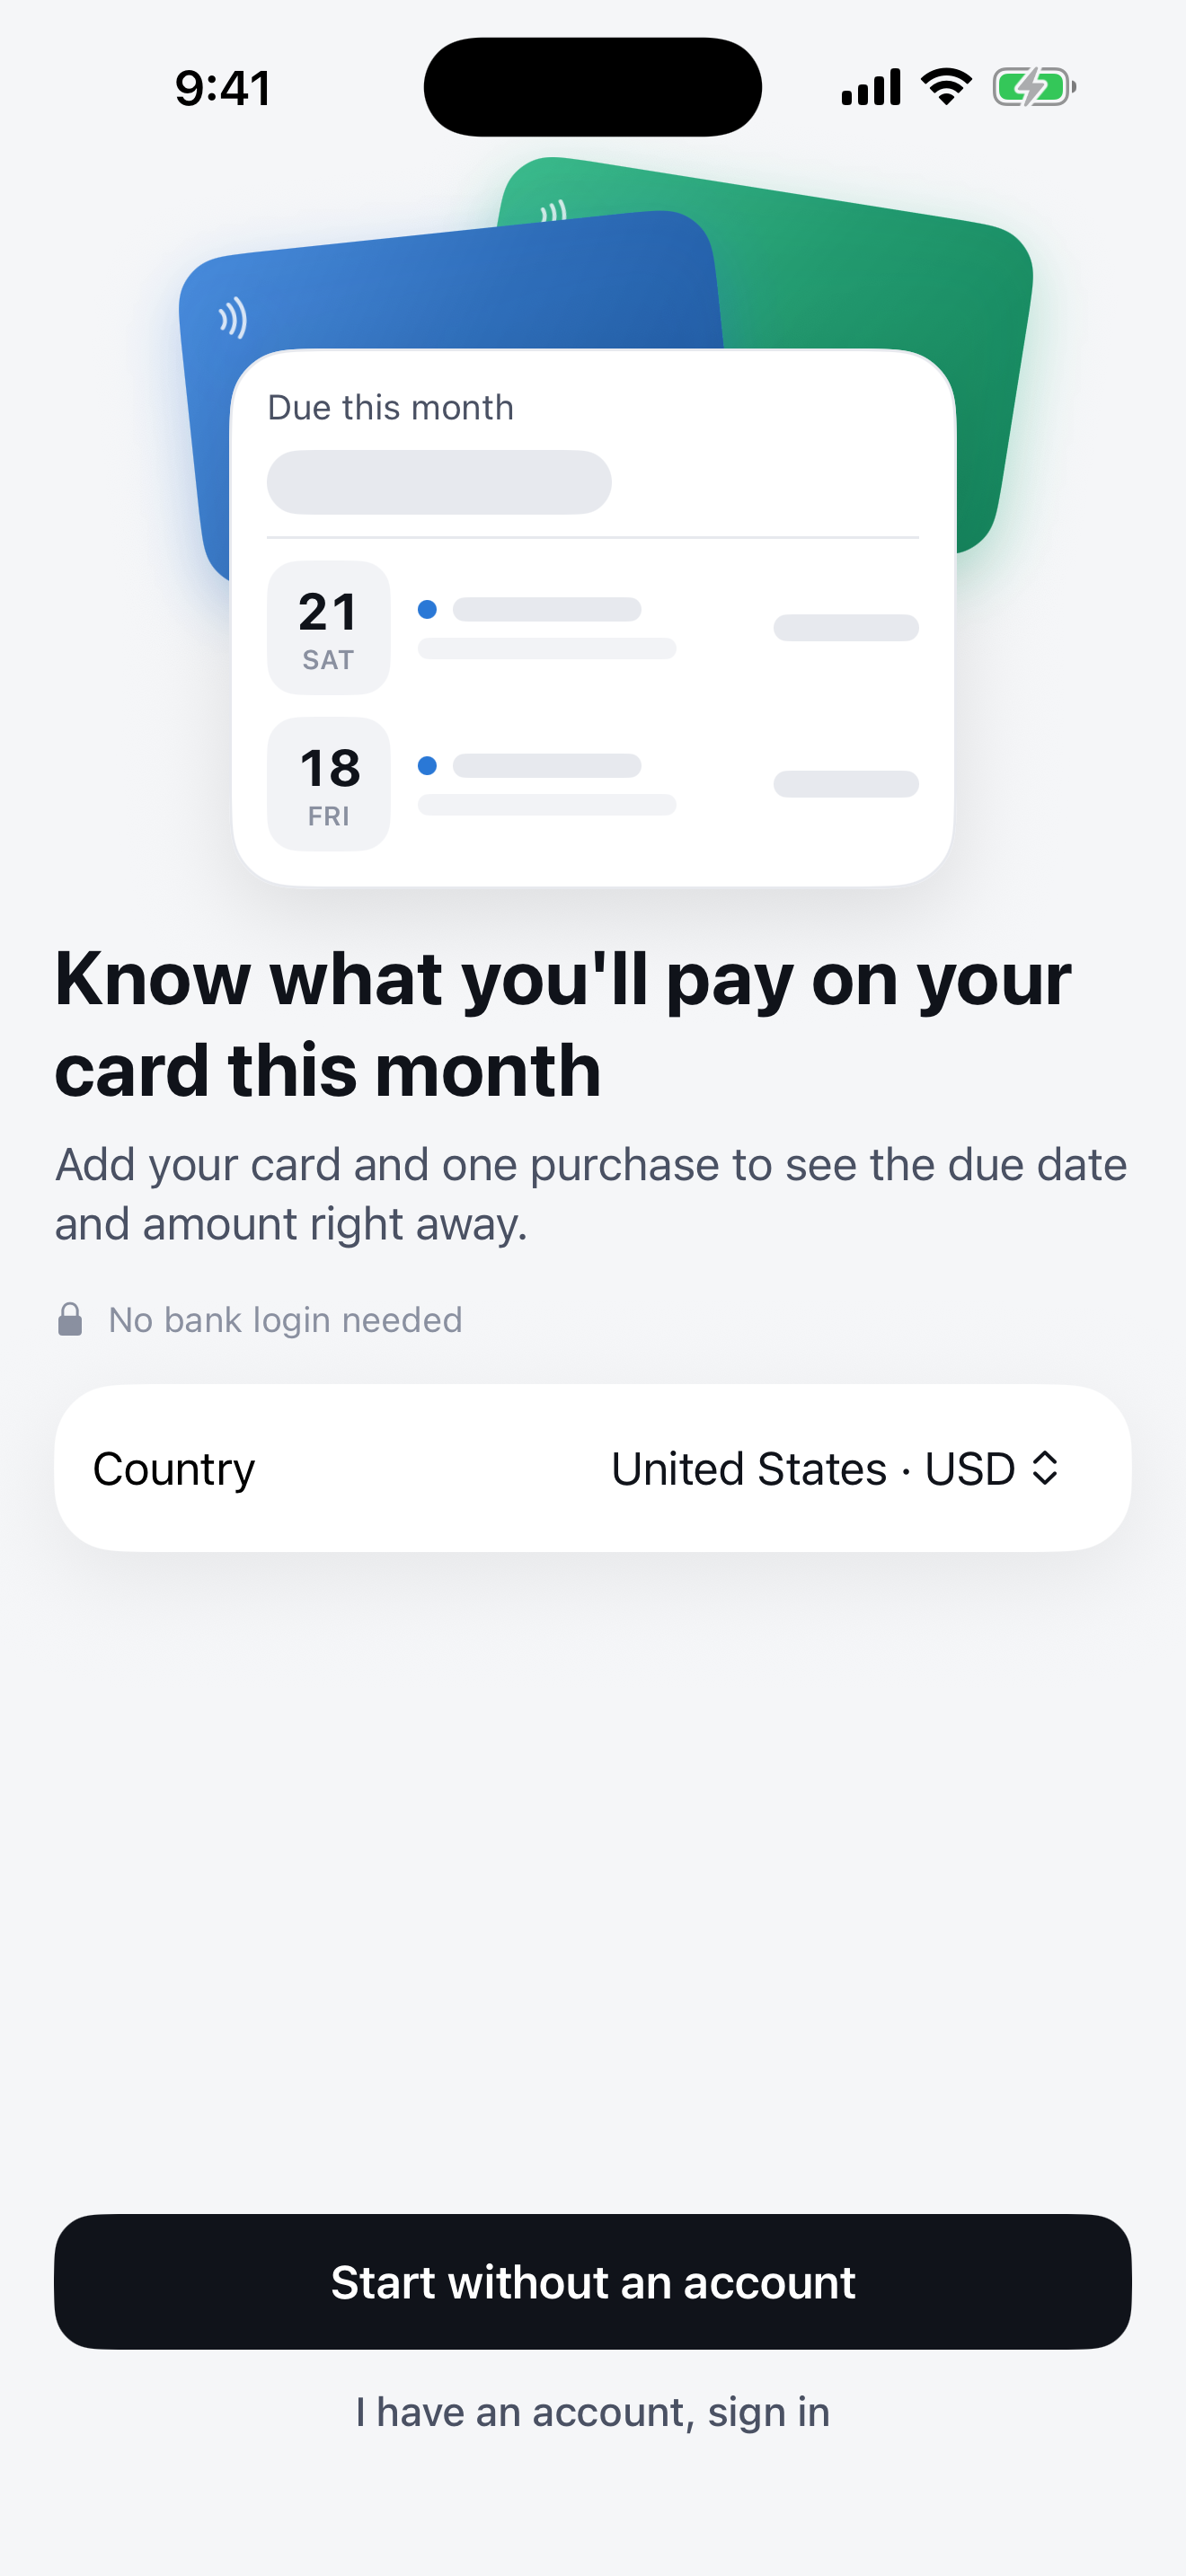 9:41
Due this month
21
SAT
18
FRI
Know what you'll pay on your
card this month
Add your card and one purchase to see the due date
and amount right away.
No bank login needed
Country United States · USD
Start without an account
I have an account, sign in